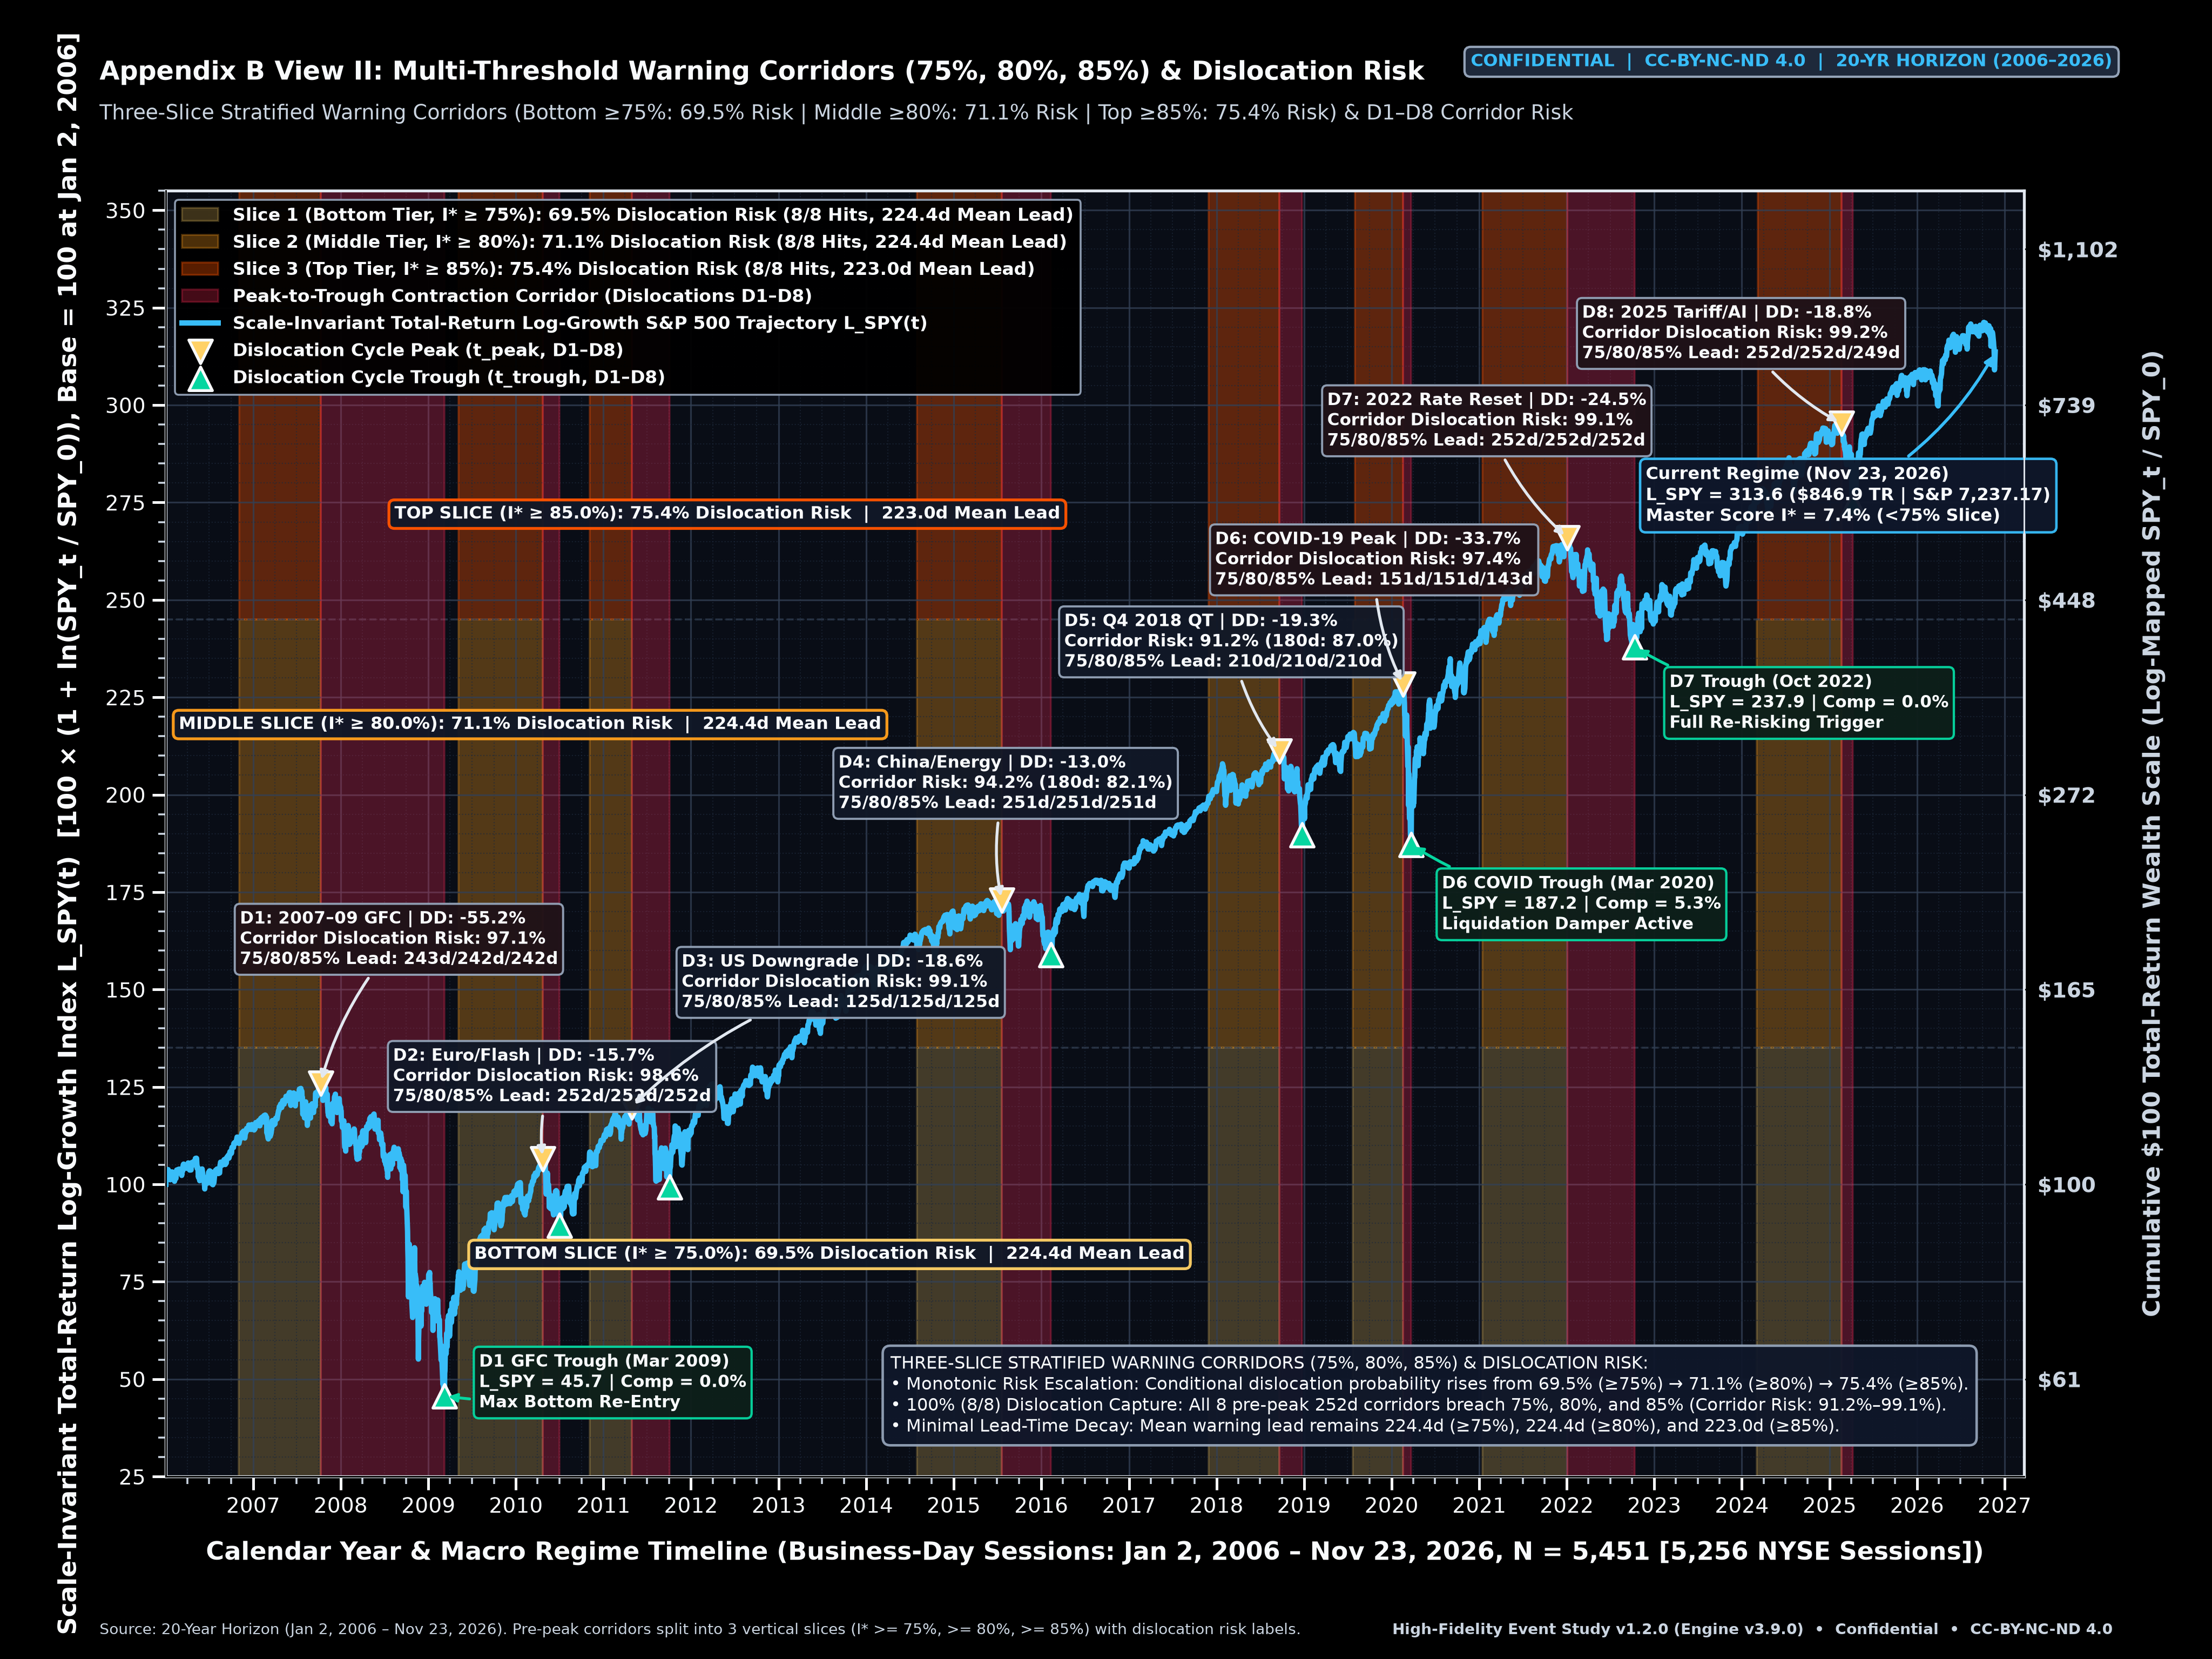 Appendix B View II: Multi-Threshold Warning Corridors (75%, 80%, 85%) & Dislocation Risk
CONFIDENTIAL | CC-BY-NC-ND 4.0 | 20-YR HORIZON (2006–2026)
Three-Slice Stratified Warning Corridors (Bottom ≥75%: 69.5% Risk | Middle ≥80%: 71.1% Risk | Top ≥85%: 75.4% Risk) & D1–D8 Corridor Risk
Scale-Invariant Total-Return Log-Growth Index L_SPY(t) [100 × (1 + ln(SPY_t / SPY_0)), Base = 100 at Jan 2, 2006]
350
325
300
275
250
225
200
175
150
125
100
75
50
25
Slice 1 (Bottom Tier, I* ≥ 75%): 69.5% Dislocation Risk (8/8 Hits, 224.4d Mean Lead)
Slice 2 (Middle Tier, I* ≥ 80%): 71.1% Dislocation Risk (8/8 Hits, 224.4d Mean Lead)
Slice 3 (Top Tier, I* ≥ 85%): 75.4% Dislocation Risk (8/8 Hits, 223.0d Mean Lead)
Peak-to-Trough Contraction Corridor (Dislocations D1–D8)
Scale-Invariant Total-Return Log-Growth S&P 500 Trajectory L_SPY(t)
Dislocation Cycle Peak (t_peak, D1–D8)
Dislocation Cycle Trough (t_trough, D1–D8)
D8: 2025 Tariff/AI | DD: -18.8%
Corridor Dislocation Risk: 99.2%
75/80/85% Lead: 252d/252d/249d
D7: 2022 Rate Reset | DD: -24.5%
Corridor Dislocation Risk: 99.1%
75/80/85% Lead: 252d/252d/252d
Current Regime (Nov 23, 2026)
L_SPY = 313.6 ($846.9 TR | S&P 7,237.17)
Master Score I* = 7.4% (<75% Slice)
TOP SLICE (I* ≥ 85.0%): 75.4% Dislocation Risk | 223.0d Mean Lead
D6: COVID-19 Peak | DD: -33.7%
Corridor Dislocation Risk: 97.4%
75/80/85% Lead: 151d/151d/143d
D5: Q4 2018 QT | DD: -19.3%
Corridor Risk: 91.2% (180d: 87.0%)
75/80/85% Lead: 210d/210d/210d
D7 Trough (Oct 2022)
L_SPY = 237.9 | Comp = 0.0%
Full Re-Risking Trigger
MIDDLE SLICE (I* ≥ 80.0%): 71.1% Dislocation Risk | 224.4d Mean Lead
D4: China/Energy | DD: -13.0%
Corridor Risk: 94.2% (180d: 82.1%)
75/80/85% Lead: 251d/251d/251d
D6 COVID Trough (Mar 2020)
L_SPY = 187.2 | Comp = 5.3%
Liquidation Damper Active
D1: 2007–09 GFC | DD: -55.2%
Corridor Dislocation Risk: 97.1%
75/80/85% Lead: 243d/242d/242d
D3: US Downgrade | DD: -18.6%
Corridor Dislocation Risk: 99.1%
75/80/85% Lead: 125d/125d/125d
D2: Euro/Flash | DD: -15.7%
Corridor Dislocation Risk: 98.6%
75/80/85% Lead: 252d/252d/252d
BOTTOM SLICE (I* ≥ 75.0%): 69.5% Dislocation Risk | 224.4d Mean Lead
D1 GFC Trough (Mar 2009)
L_SPY = 45.7 | Comp = 0.0%
Max Bottom Re-Entry
THREE-SLICE STRATIFIED WARNING CORRIDORS (75%, 80%, 85%) & DISLOCATION RISK:
• Monotonic Risk Escalation: Conditional dislocation probability rises from 69.5% (≥75%) → 71.1% (≥80%) → 75.4% (≥85%).
• 100% (8/8) Dislocation Capture: All 8 pre-peak 252d corridors breach 75%, 80%, and 85% (Corridor Risk: 91.2%–99.1%).
• Minimal Lead-Time Decay: Mean warning lead remains 224.4d (≥75%), 224.4d (≥80%), and 223.0d (≥85%).
$1,102
$739
$448
$272
$165
$100
$61
Cumulative $100 Total-Return Wealth Scale (Log-Mapped SPY_t / SPY_0)
2007 2008 2009 2010 2011 2012 2013 2014 2015 2016 2017 2018 2019 2020 2021 2022 2023 2024 2025 2026 2027
Calendar Year & Macro Regime Timeline (Business-Day Sessions: Jan 2, 2006 – Nov 23, 2026, N = 5,451 [5,256 NYSE Sessions])
Source: 20-Year Horizon (Jan 2, 2006 – Nov 23, 2026). Pre-peak corridors split into 3 vertical slices (I* >= 75%, >= 80%, >= 85%) with dislocation risk labels.
High-Fidelity Event Study v1.2.0 (Engine v3.9.0) • Confidential • CC-BY-NC-ND 4.0